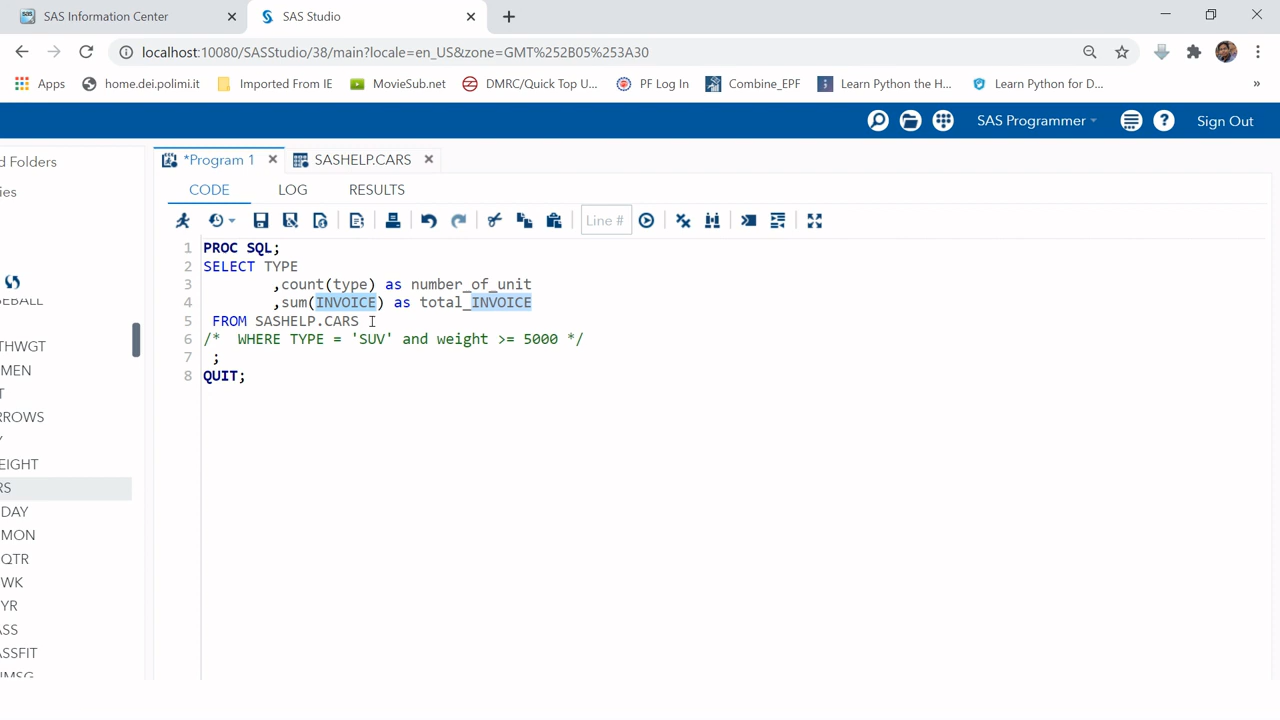 SAS Information Center
SAS Studio
localhost:10080/SASStudio/38/main?locale=en_US&zone=GMT%252B05%253A30
Apps home.dei.polimi.it Imported From IE MovieSub.net DMRC/Quick Top U... PF Log In Combine_EPF Learn Python the H... Learn Python for D... »
SAS Programmer Sign Out
d Folders
ies
EBALL
THWGT
MEN
T
RROWS
Y
EIGHT
RS
DAY
MON
QTR
WK
YR
ASS
ASSFIT
*Program 1 SASHELP.CARS
CODE LOG RESULTS
Line #
1 PROC SQL;
2 SELECT TYPE
3 ,count(type) as number_of_unit
4 ,sum(INVOICE) as total_INVOICE
5 FROM SASHELP.CARS
6 /* WHERE TYPE = 'SUV' and weight >= 5000 */
7 ;
8 QUIT;